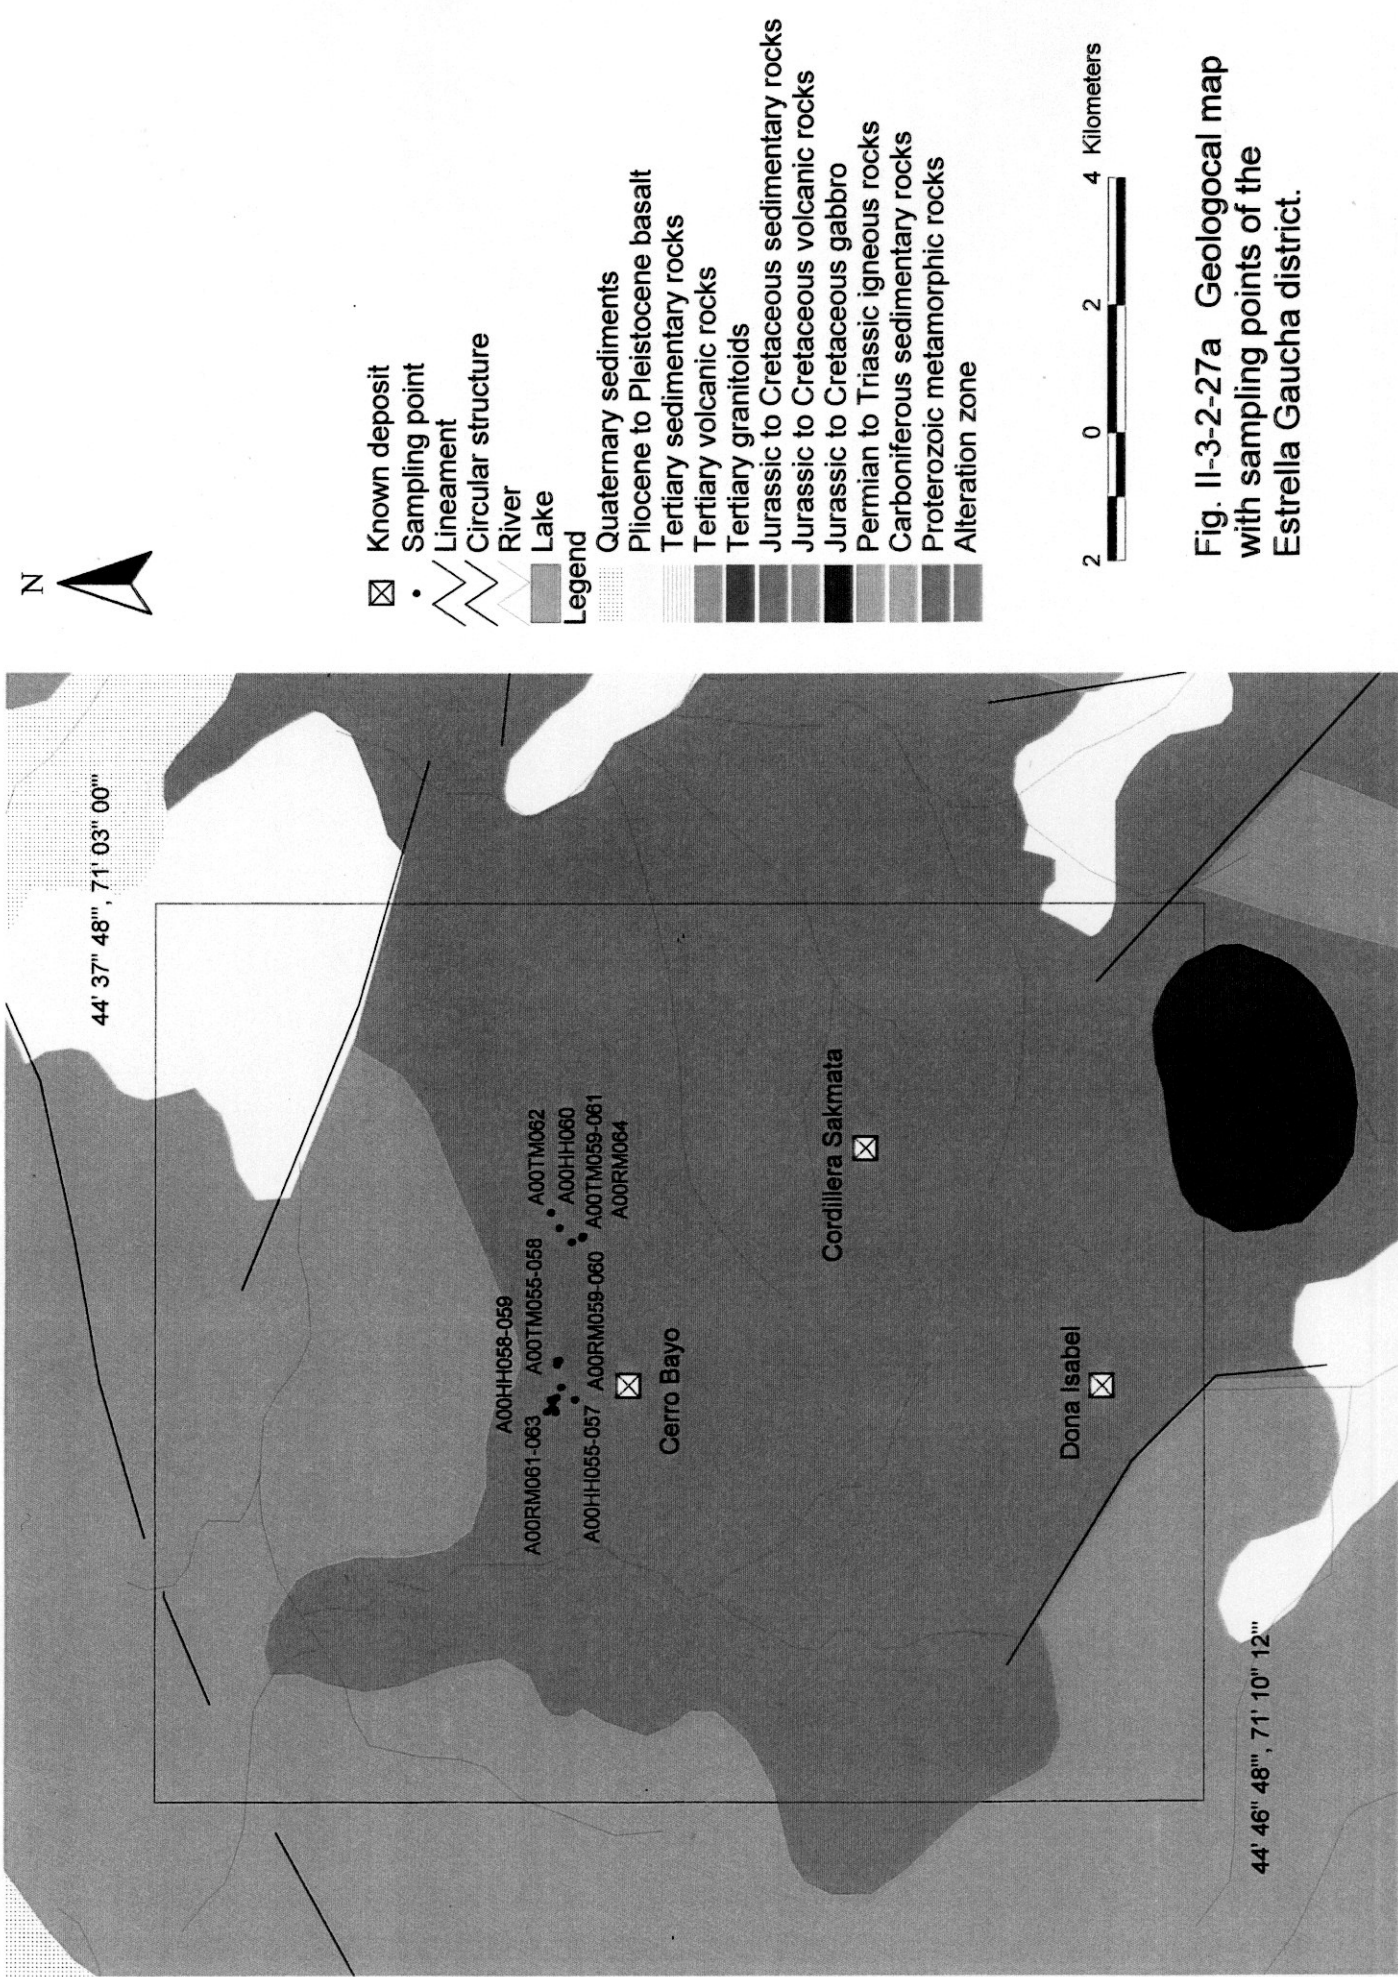 44' 37" 48''', 71' 03" 00'''
A00HH058-059
A00RM061-063
A00TM055-058
A00TM062
A00HH060
A00HH055-057
A00RM059-060
A00TM059-061
A00RM064
Cerro Bayo
Cordillera Sakmata
Dona Isabel
44' 46" 48''', 71' 10" 12'''
N
Known deposit
Sampling point
Lineament
Circular structure
River
Lake
Legend
Quaternary sediments
Pliocene to Pleistocene basalt
Tertiary sedimentary rocks
Tertiary volcanic rocks
Tertiary granitoids
Jurassic to Cretaceous sedimentary rocks
Jurassic to Cretaceous volcanic rocks
Jurassic to Cretaceous gabbro
Permian to Triassic igneous rocks
Carboniferous sedimentary rocks
Proterozoic metamorphic rocks
Alteration zone
2 0 2 4 Kilometers
Fig. II-3-2-27a Geologocal map
with sampling points of the
Estrella Gaucha district.